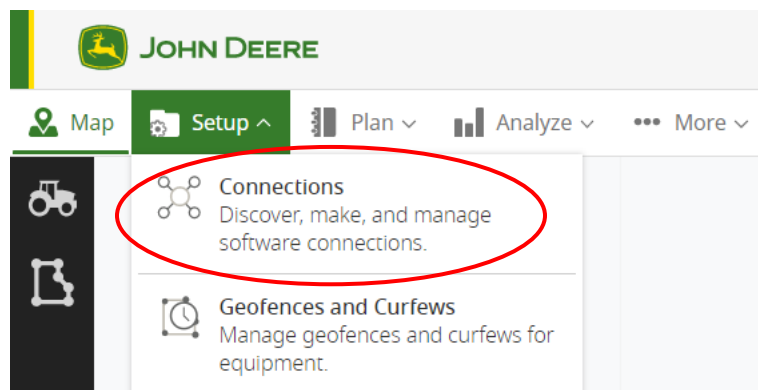 JOHN DEERE
Map Setup Plan Analyze More
Connections
Discover, make, and manage
software connections.
Geofences and Curfews
Manage geofences and curfews for
equipment.